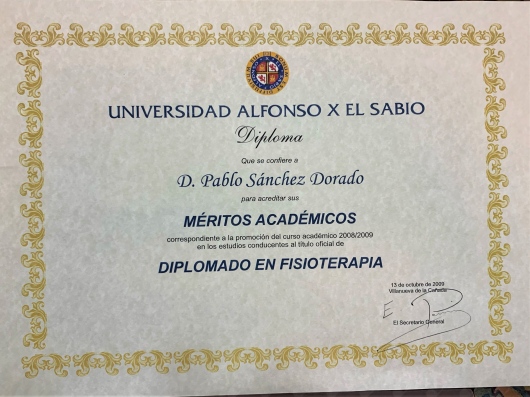 UNIVERSIDAD ALFONSO X EL SABIO
Diploma
Que se confiere a
D. Pablo Sánchez Dorado
para acreditar sus
MÉRITOS ACADÉMICOS
correspondiente a la promoción del curso académico 2008/2009
en los estudios conducentes al título oficial de
DIPLOMADO EN FISIOTERAPIA
13 de octubre de 2009
Villanueva de la Cañada
El Secretario General